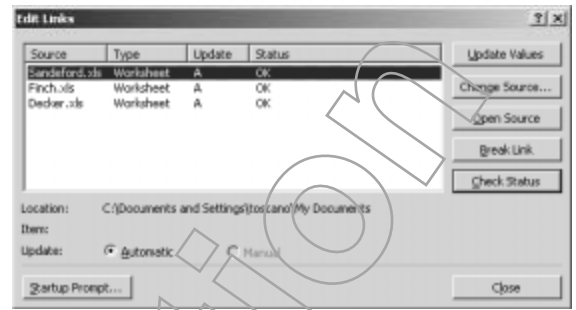 Edit Links
Source Type Update Status
Sandeford.xls Worksheet A OK
Finch.xls Worksheet A OK
Decker.xls Worksheet A OK
Update Values
Change Source...
Open Source
Break Link
Check Status
Location: C:\Documents and Settings\toscano\My Documents
Item:
Update: Automatic Manual
Startup Prompt... Close